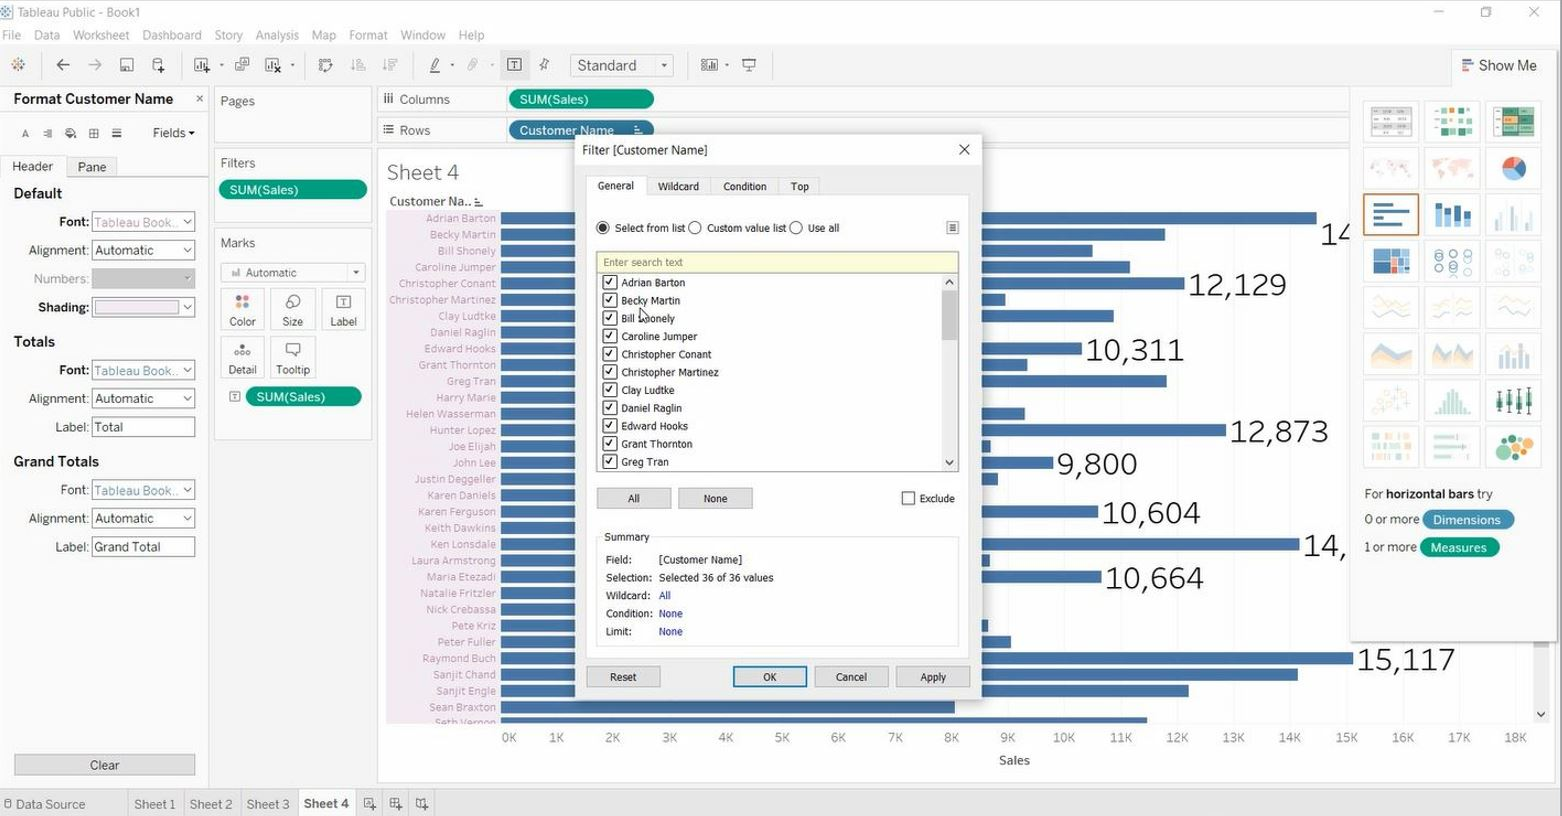 Tableau Public - Book1
File Data Worksheet Dashboard Story Analysis Map Format Window Help
Standard
Show Me
Format Customer Name
Fields
Header Pane
Default
Font: Tableau Book..
Alignment: Automatic
Numbers:
Shading:
Totals
Font: Tableau Book..
Alignment: Automatic
Label: Total
Grand Totals
Font: Tableau Book..
Alignment: Automatic
Label: Grand Total
Clear
Pages
Filters
SUM(Sales)
Marks
Automatic
Color Size Label
Detail Tooltip
SUM(Sales)
Columns SUM(Sales)
Rows Customer Name
Sheet 4
Customer Na..
Adrian Barton
Becky Martin
Bill Shonely
Caroline Jumper
Christopher Conant
Christopher Martinez
Clay Ludtke
Daniel Raglin
Edward Hooks
Grant Thornton
Greg Tran
Harry Marie
Helen Wasserman
Hunter Lopez
Joe Elijah
John Lee
Justin Deggeller
Karen Daniels
Karen Ferguson
Keith Dawkins
Ken Lonsdale
Laura Armstrong
Maria Etezadi
Natalie Fritzler
Nick Crebassa
Pete Kriz
Peter Fuller
Raymond Buch
Sanjit Chand
Sanjit Engle
Sean Braxton
Seth Vernon
14
12,129
10,311
12,873
9,800
10,604
14,
10,664
15,117
0K 1K 2K 3K 4K 5K 6K 7K 8K 9K 10K 11K 12K 13K 14K 15K 16K 17K 18K
Sales
Filter [Customer Name]
General Wildcard Condition Top
Select from list Custom value list Use all
Enter search text
Adrian Barton
Becky Martin
Bill Shonely
Caroline Jumper
Christopher Conant
Christopher Martinez
Clay Ludtke
Daniel Raglin
Edward Hooks
Grant Thornton
Greg Tran
All None Exclude
Summary
Field: [Customer Name]
Selection: Selected 36 of 36 values
Wildcard: All
Condition: None
Limit: None
Reset OK Cancel Apply
For horizontal bars try
0 or more Dimensions
1 or more Measures
Data Source Sheet 1 Sheet 2 Sheet 3 Sheet 4